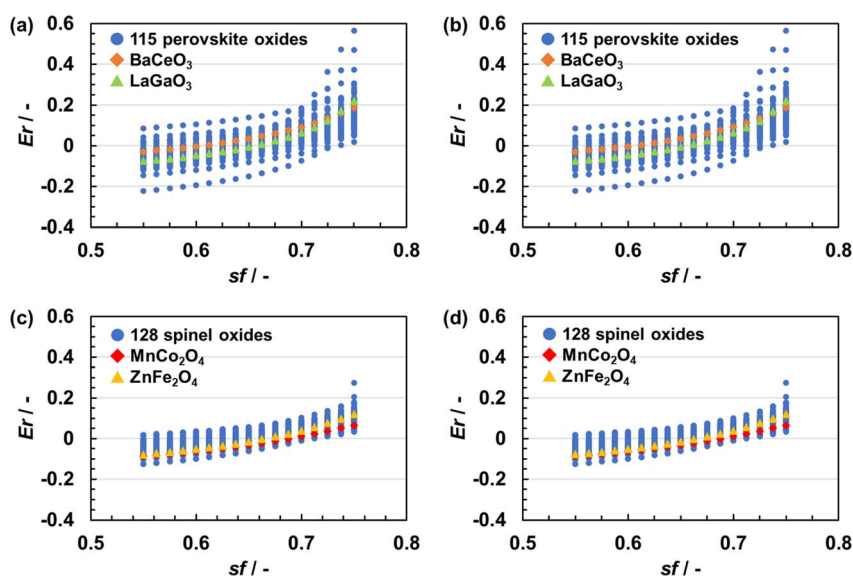 (a)
0.6
0.4
0.2
0
-0.2
-0.4
115 perovskite oxides
BaCeO₃
LaGaO₃
Er / -
0.5
0.6
0.7
0.8
sf / -
(b)
0.6
0.4
0.2
0
-0.2
-0.4
115 perovskite oxides
BaCeO₃
LaGaO₃
Er / -
0.5
0.6
0.7
0.8
sf / -
(c)
0.6
0.4
0.2
0
-0.2
-0.4
128 spinel oxides
MnCo₂O₄
ZnFe₂O₄
Er / -
0.5
0.6
0.7
0.8
sf / -
(d)
0.6
0.4
0.2
0
-0.2
-0.4
128 spinel oxides
MnCo₂O₄
ZnFe₂O₄
Er / -
0.5
0.6
0.7
0.8
sf / -